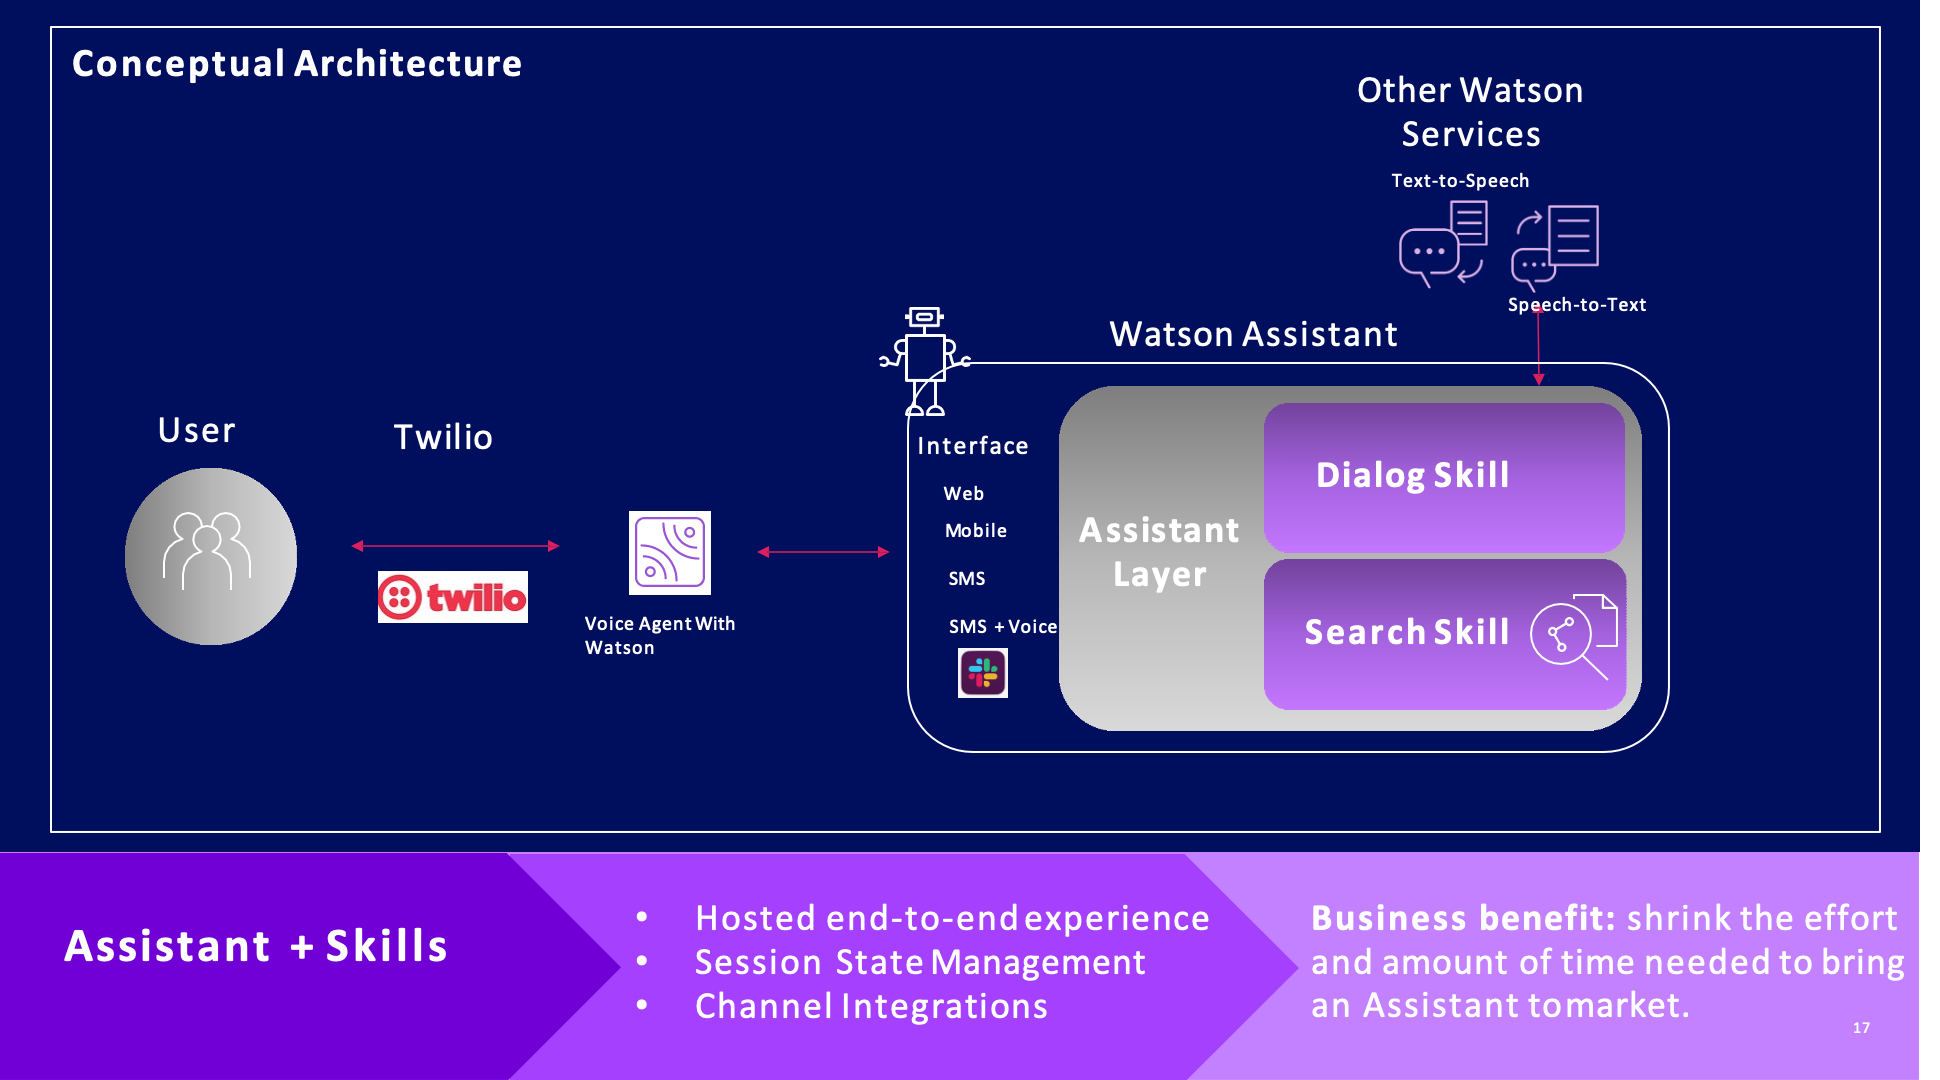 Conceptual Architecture
Other Watson
Services
Text-to-Speech
Speech-to-Text
Watson Assistant
User
Twilio
twilio
Voice Agent With
Watson
Interface
Web
Mobile
SMS
SMS + Voice
Assistant
Layer
Dialog Skill
Search Skill
Assistant + Skills
• Hosted end-to-end experience
• Session State Management
• Channel Integrations
Business benefit: shrink the effort
and amount of time needed to bring
an Assistant tomarket.
17